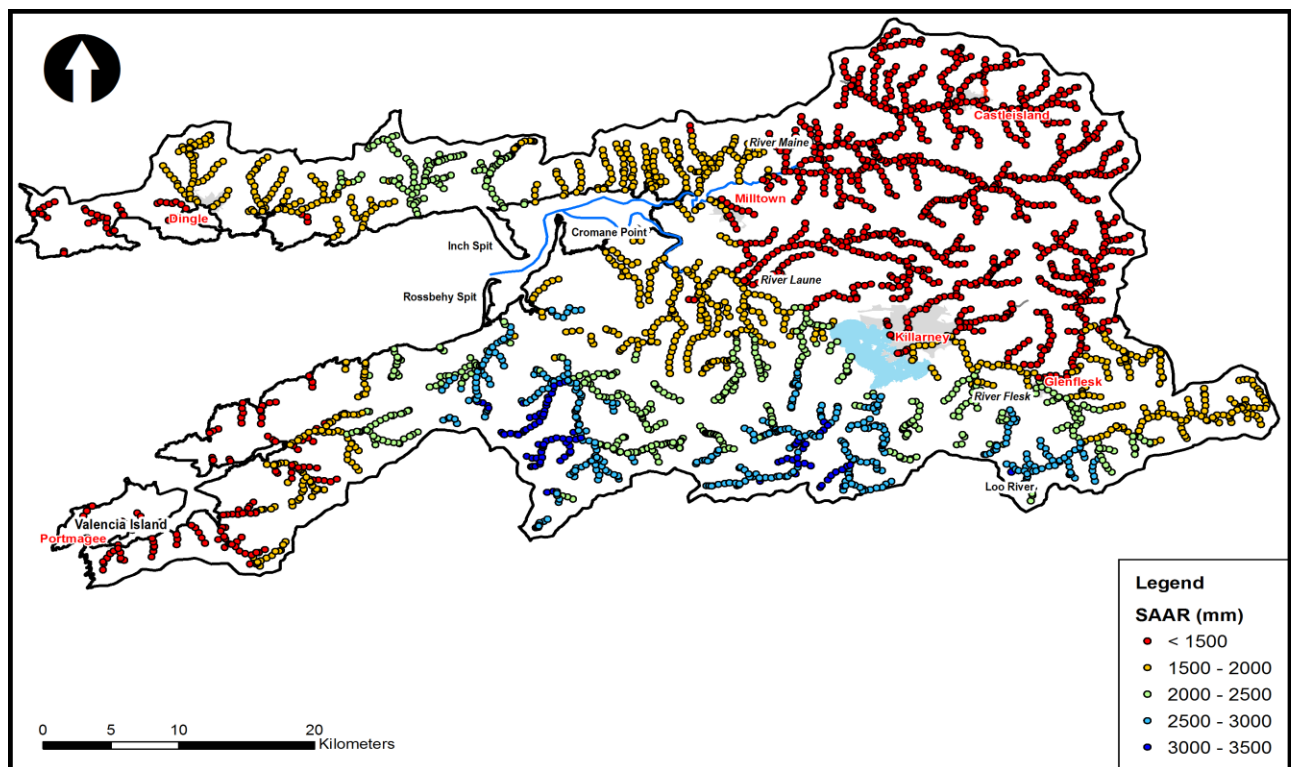 Castleisland
River Maine
Milltown
Dingle
Cromane Point
Inch Spit
River Laune
Rossbehy Spit
Killarney
Glenflesk
River Flesk
Loo River
Valencia Island
Portmagee
Legend
SAAR (mm)
< 1500
1500 - 2000
2000 - 2500
2500 - 3000
3000 - 3500
0 5 10 20
Kilometers